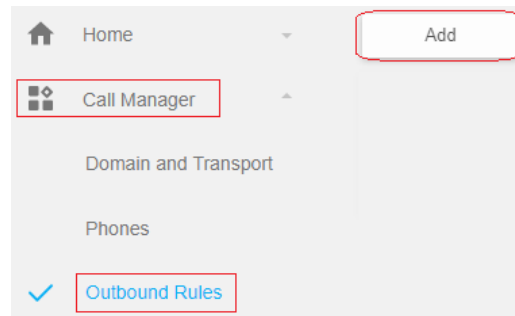 Home
Add
Call Manager
Domain and Transport
Phones
Outbound Rules